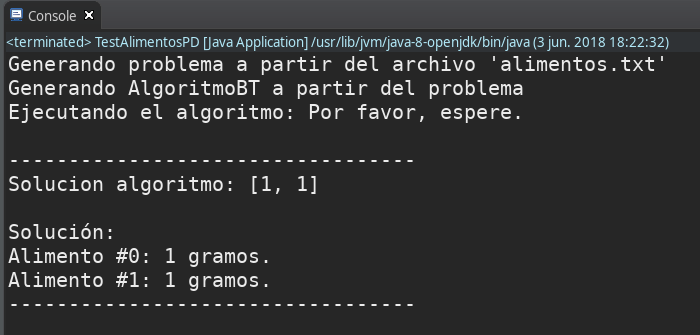 Console
<terminated> TestAlimentosPD [Java Application] /usr/lib/jvm/java-8-openjdk/bin/java (3 jun. 2018 18:22:32)
Generando problema a partir del archivo 'alimentos.txt'
Generando AlgoritmoBT a partir del problema
Ejecutando el algoritmo: Por favor, espere.
----------------------------------
Solucion algoritmo: [1, 1]
Solución:
Alimento #0: 1 gramos.
Alimento #1: 1 gramos.
----------------------------------